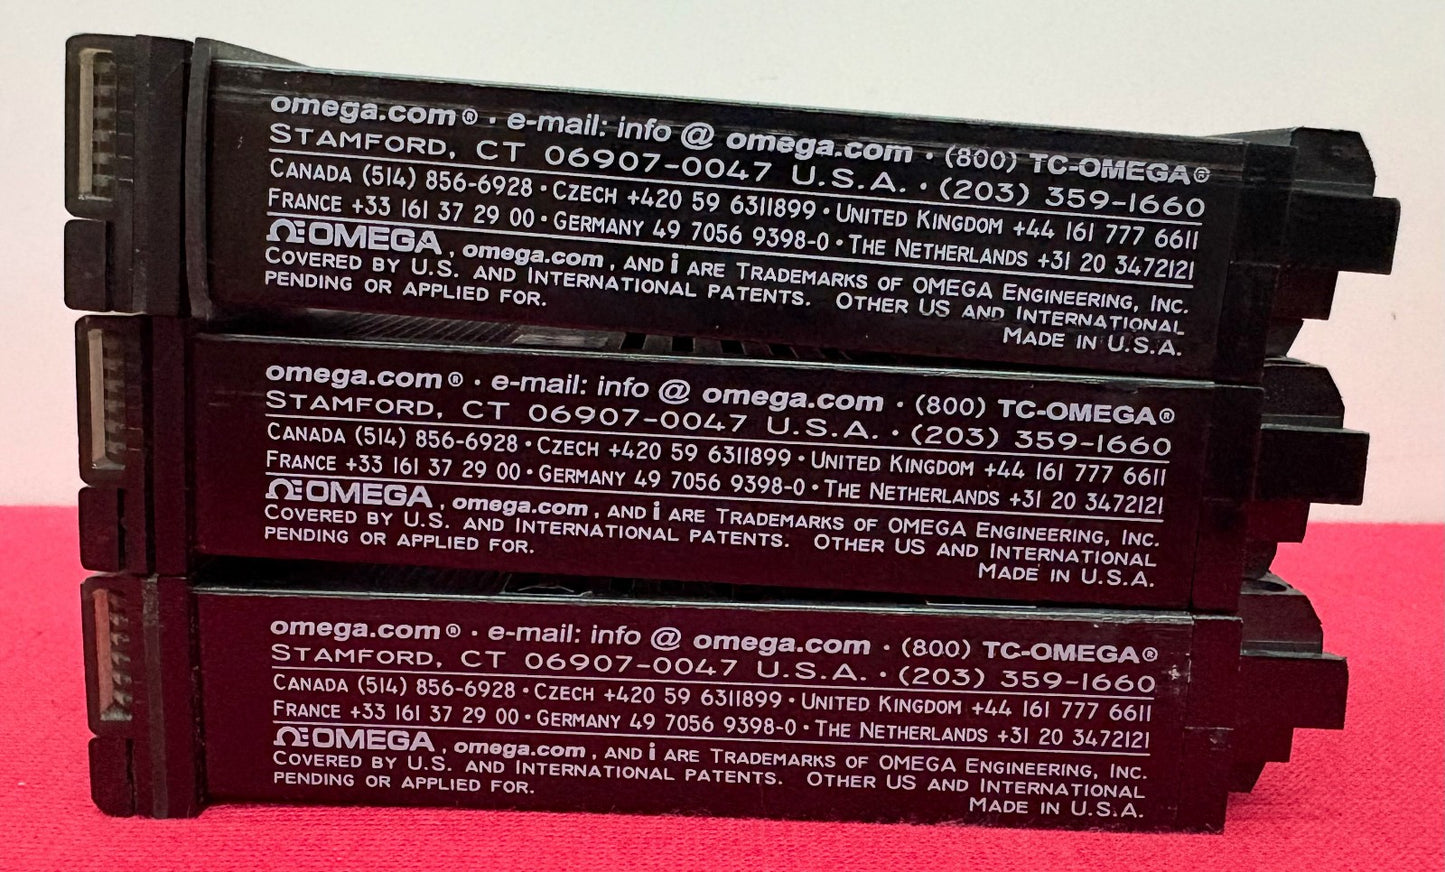 omega.com® · e-mail: info @ omega.com · (800) TC-OMEGA®
STAMFORD, CT 06907-0047 U.S.A. · (203) 359-1660
CANADA (514) 856-6928 · CZECH +420 59 6311899 · UNITED KINGDOM +44 161 777 6611
FRANCE +33 161 37 29 00 · GERMANY 49 7056 9398-0 · THE NETHERLANDS +31 20 3472121
ΩE OMEGA, omega.com, AND i ARE TRADEMARKS OF OMEGA ENGINEERING, INC.
COVERED BY U.S. AND INTERNATIONAL PATENTS. OTHER US AND INTERNATIONAL
PENDING OR APPLIED FOR.
MADE IN U.S.A.
omega.com® · e-mail: info @ omega.com · (800) TC-OMEGA®
STAMFORD, CT 06907-0047 U.S.A. · (203) 359-1660
CANADA (514) 856-6928 · CZECH +420 59 6311899 · UNITED KINGDOM +44 161 777 6611
FRANCE +33 161 37 29 00 · GERMANY 49 7056 9398-0 · THE NETHERLANDS +31 20 3472121
ΩE OMEGA, omega.com, AND i ARE TRADEMARKS OF OMEGA ENGINEERING, INC.
COVERED BY U.S. AND INTERNATIONAL PATENTS. OTHER US AND INTERNATIONAL
PENDING OR APPLIED FOR.
MADE IN U.S.A.
omega.com® · e-mail: info @ omega.com · (800) TC-OMEGA®
STAMFORD, CT 06907-0047 U.S.A. · (203) 359-1660
CANADA (514) 856-6928 · CZECH +420 59 6311899 · UNITED KINGDOM +44 161 777 6611
FRANCE +33 161 37 29 00 · GERMANY 49 7056 9398-0 · THE NETHERLANDS +31 20 3472121
ΩE OMEGA, omega.com, AND i ARE TRADEMARKS OF OMEGA ENGINEERING, INC.
COVERED BY U.S. AND INTERNATIONAL PATENTS. OTHER US AND INTERNATIONAL
PENDING OR APPLIED FOR.
MADE IN U.S.A.